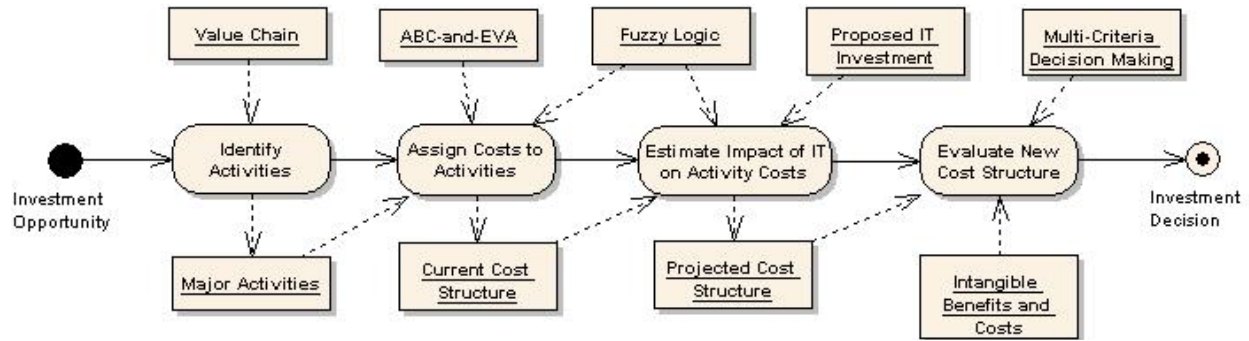 Value Chain
ABC-and-EVA
Fuzzy Logic
Proposed IT
Investment
Multi-Criteria
Decision Making
Investment
Opportunity
Identify
Activities
Assign Costs to
Activities
Estimate Impact of IT
on Activity Costs
Evaluate New
Cost Structure
Investment
Decision
Major Activities
Current Cost
Structure
Projected Cost
Structure
Intangible
Benefits and
Costs